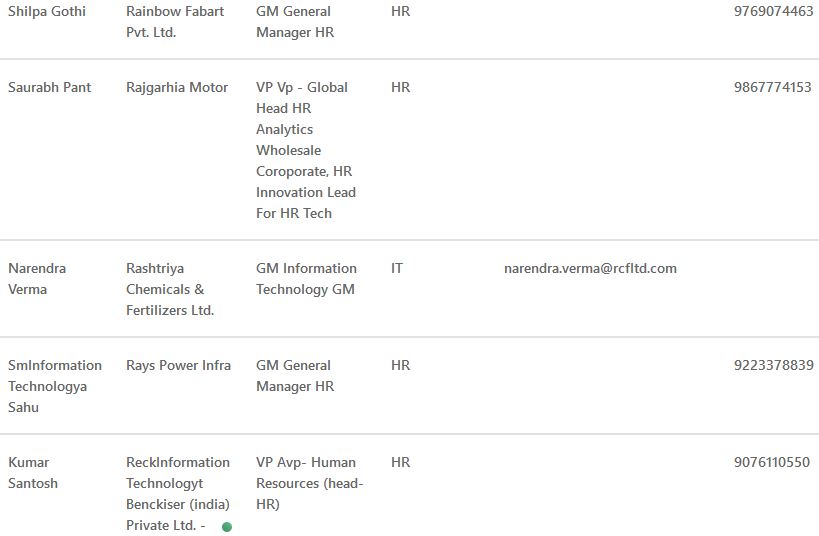 Shilpa Gothi Rainbow Fabart GM General HR 9769074463
Pvt. Ltd. Manager HR
Saurabh Pant Rajgarhia Motor VP Vp - Global HR 9867774153
Head HR
Analytics
Wholesale
Coroporate, HR
Innovation Lead
For HR Tech
Narendra Rashtriya GM Information IT narendra.verma@rcfltd.com
Verma Chemicals & Technology GM
Fertilizers Ltd.
SmInformation Rays Power Infra GM General HR 9223378839
Technologya Manager HR
Sahu
Kumar ReckInformation VP Avp- Human HR 9076110550
Santosh Technologyt Resources (head-
Benckiser (india) HR)
Private Ltd. -